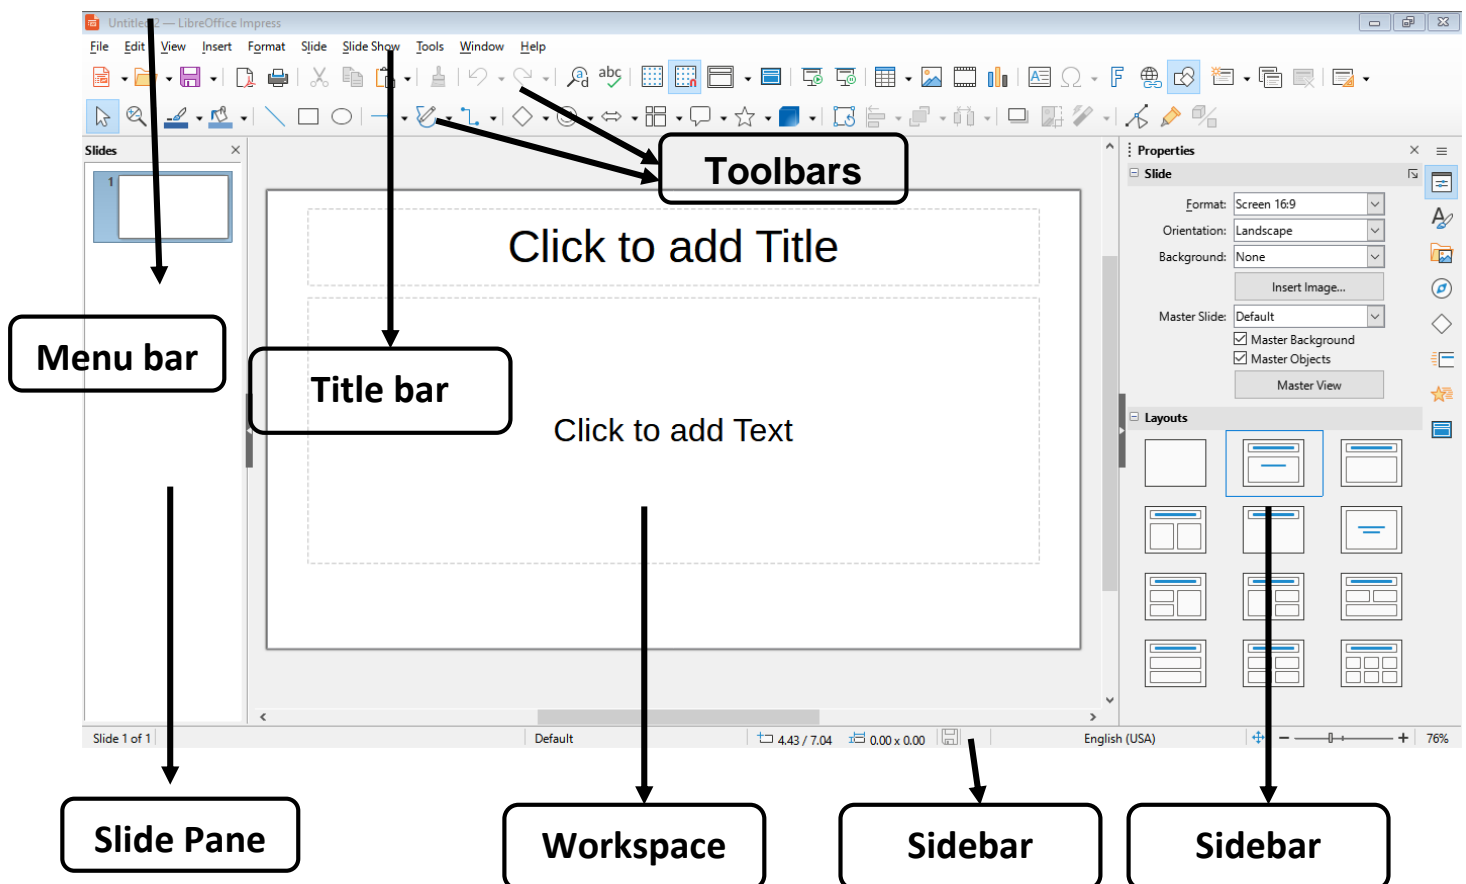 Untitled 2 — LibreOffice Impress
File Edit View Insert Format Slide Slide Show Tools Window Help
Slides
Properties
Toolbars
Slide
1
Format: Screen 16:9
Orientation: Landscape
Click to add Title
Background: None
Insert Image...
Master Slide: Default
Master Background
Menu bar
Master Objects
Title bar
Master View
Layouts
Click to add Text
Slide 1 of 1 Default 4.43 / 7.04 0.00 x 0.00 English (USA) 76%
Slide Pane
Workspace
Sidebar
Sidebar